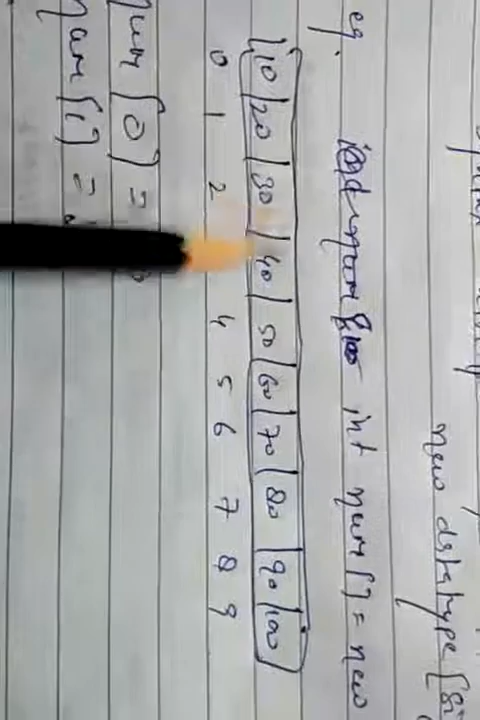 new datatype [Si
eg. int num[] = new
10 20 30 40 50 60 70 80 90 100
0 1 2 4 5 6 7 8 9
num [0] =
num [1] =